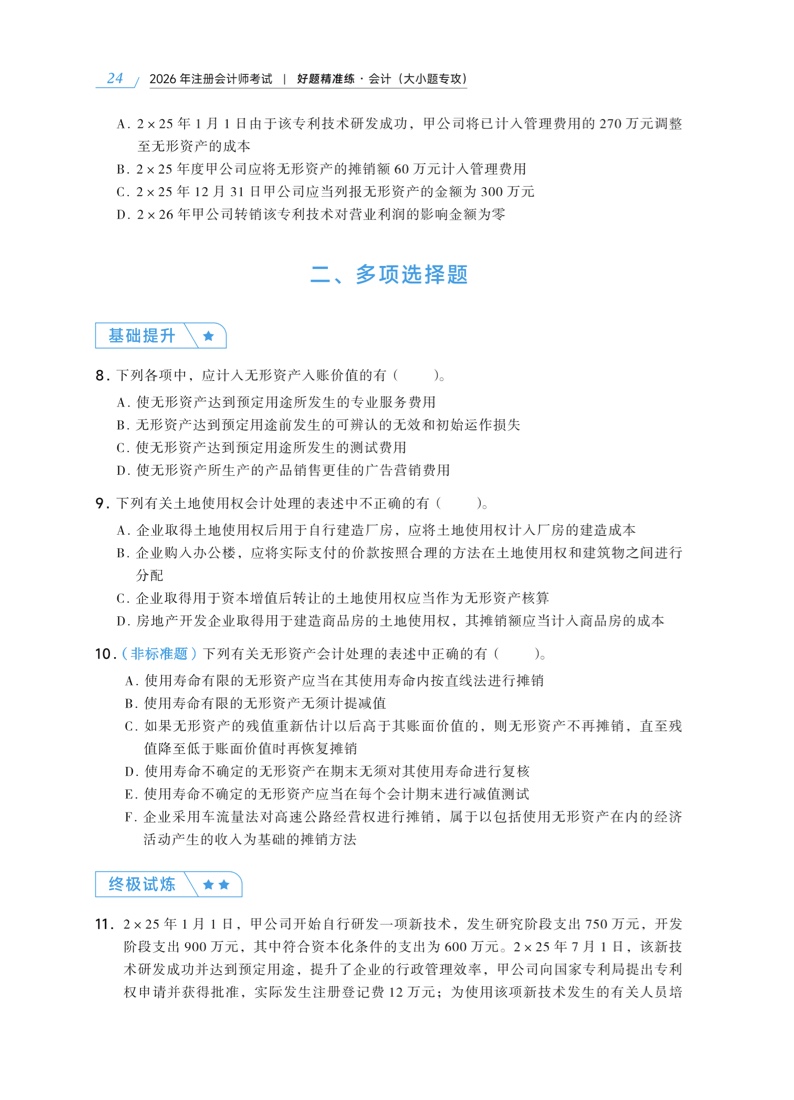 24 2026 年注册会计师考试 | 好题精准练·会计（大小题专攻）
A. 2×25 年 1 月 1 日由于该专利技术研发成功，甲公司将已计入管理费用的 270 万元调整
至无形资产的成本
B. 2×25 年度甲公司应将无形资产的摊销额 60 万元计入管理费用
C. 2×25 年 12 月 31 日甲公司应当列报无形资产的金额为 300 万元
D. 2×26 年甲公司转销该专利技术对营业利润的影响金额为零
二、多项选择题
基础提升 ★
8. 下列各项中，应计入无形资产入账价值的有（　　）。
A. 使无形资产达到预定用途所发生的专业服务费用
B. 无形资产达到预定用途前发生的可辨认的无效和初始运作损失
C. 使无形资产达到预定用途所发生的测试费用
D. 使无形资产所生产的产品销售更佳的广告营销费用
9. 下列有关土地使用权会计处理的表述中不正确的有（　　）。
A. 企业取得土地使用权后用于自行建造厂房，应将土地使用权计入厂房的建造成本
B. 企业购入办公楼，应将实际支付的价款按照合理的方法在土地使用权和建筑物之间进行
分配
C. 企业取得用于资本增值后转让的土地使用权应当作为无形资产核算
D. 房地产开发企业取得用于建造商品房的土地使用权，其摊销额应当计入商品房的成本
10.（非标准题）下列有关无形资产会计处理的表述中正确的有（　　）。
A. 使用寿命有限的无形资产应当在其使用寿命内按直线法进行摊销
B. 使用寿命有限的无形资产无须计提减值
C. 如果无形资产的残值重新估计以后高于其账面价值的，则无形资产不再摊销，直至残
值降至低于账面价值时再恢复摊销
D. 使用寿命不确定的无形资产在期末无须对其使用寿命进行复核
E. 使用寿命不确定的无形资产应当在每个会计期末进行减值测试
F. 企业采用车流量法对高速公路经营权进行摊销，属于以包括使用无形资产在内的经济
活动产生的收入为基础的摊销方法
终极试炼 ★★
11. 2×25 年 1 月 1 日，甲公司开始自行研发一项新技术，发生研究阶段支出 750 万元，开发
阶段支出 900 万元，其中符合资本化条件的支出为 600 万元。2×25 年 7 月 1 日，该新技
术研发成功并达到预定用途，提升了企业的行政管理效率，甲公司向国家专利局提出专利
权申请并获得批准，实际发生注册登记费 12 万元；为使用该项新技术发生的有关人员培